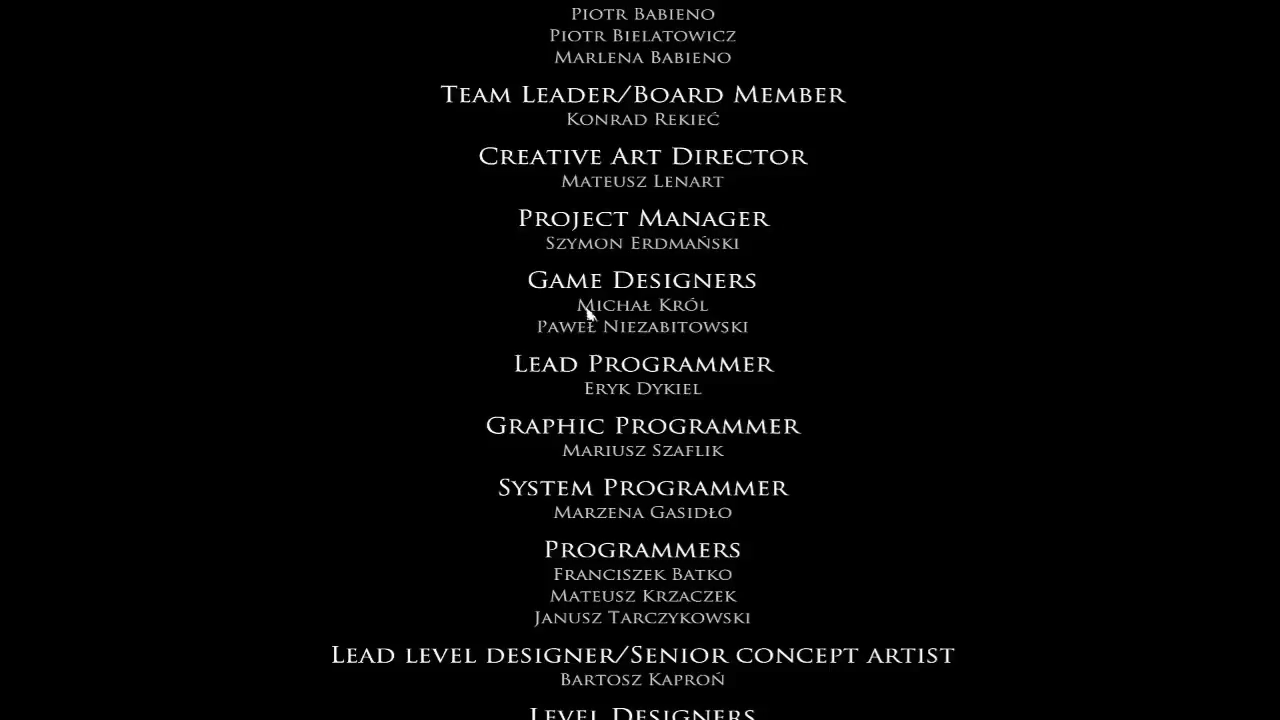 Piotr Babieno
Piotr Bielatowicz
Marlena Babieno
Team Leader/Board Member
Konrad Rekieć
Creative Art Director
Mateusz Lenart
Project Manager
Szymon Erdmański
Game Designers
Michał Król
Paweł Niezabitowski
Lead Programmer
Eryk Dykiel
Graphic Programmer
Mariusz Szaflik
System Programmer
Marzena Gasidło
Programmers
Franciszek Batko
Mateusz Krzaczek
Janusz Tarczykowski
Lead level designer/Senior concept artist
Bartosz Kaproń
Level Designers